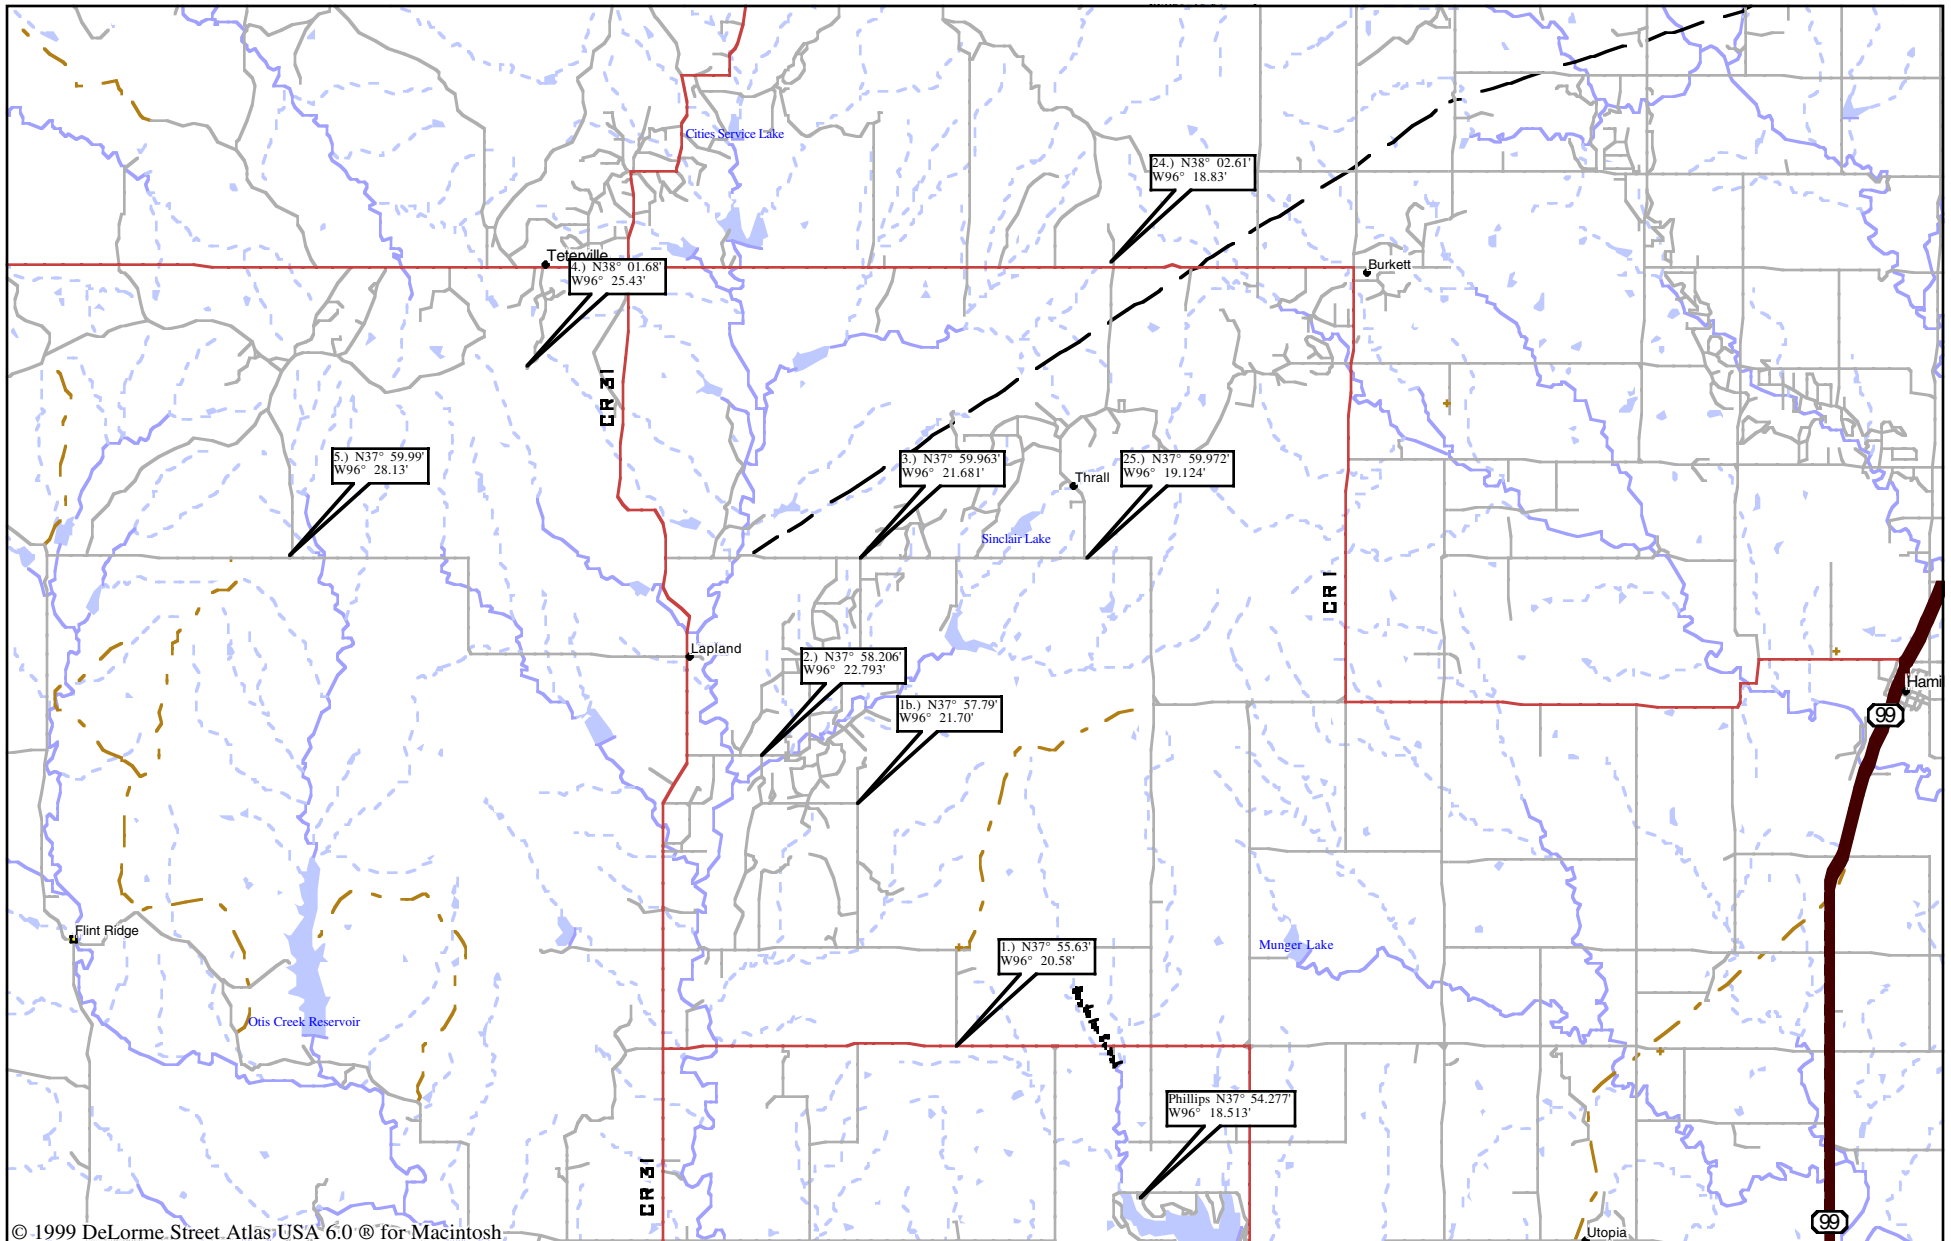 Cities Service Lake
24.) N38° 02.61'
W96° 18.83'
Teterville
4.) N38° 01.68'
W96° 25.43'
Burkett
CR 31
5.) N37° 59.99'
W96° 28.13'
3.) N37° 59.963'
W96° 21.681'
25.) N37° 59.972'
W96° 19.124'
Thrall
Sinclair Lake
CR 1
Lapland
2.) N37° 58.206'
W96° 22.793'
Hami
1b.) N37° 57.79'
W96° 21.70'
99
Flint Ridge
1.) N37° 55.63'
W96° 20.58'
Munger Lake
Otis Creek Reservoir
Phillips N37° 54.277'
W96° 18.513'
CR 31
99
© 1999 DeLorme Street Atlas USA 6.0 ® for Macintosh
Utopia